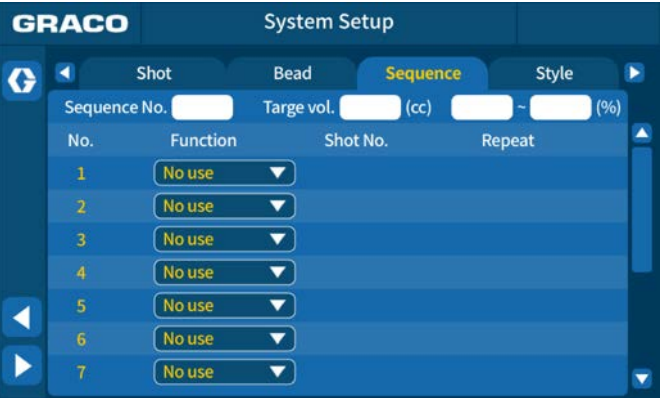 GRACO System Setup
Shot Bead Sequence Style
Sequence No. Targe vol. (cc) ~ (%)
No. Function Shot No. Repeat
1 No use
2 No use
3 No use
4 No use
5 No use
6 No use
7 No use